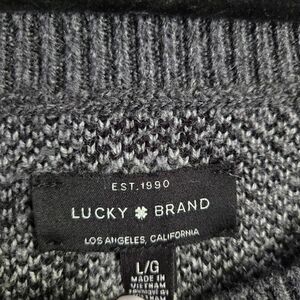 EST. 1990
LUCKY BRAND
LOS ANGELES, CALIFORNIA
L/G
MADE IN
VIETNAM